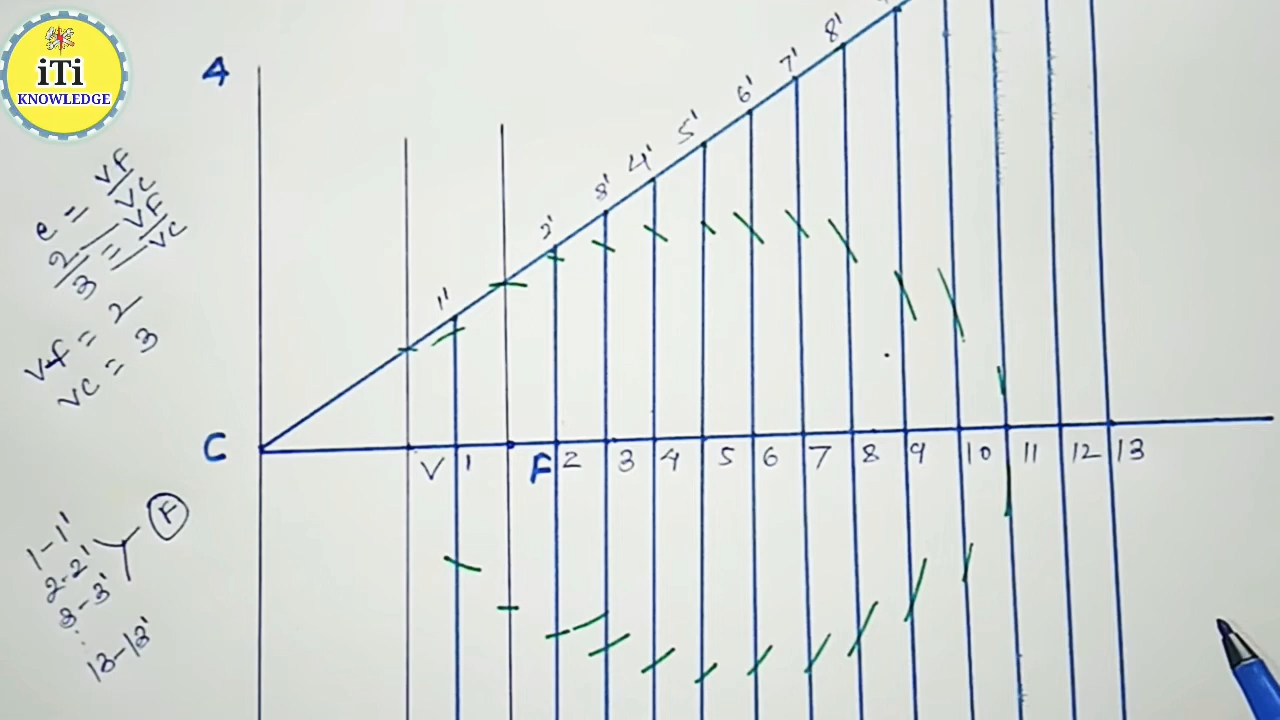 iTi
KNOWLEDGE
A
e = VF/VC
2/3 = VF/VC
VF = 2
VC = 3
1' 2' 3' 4' 5' 6' 7' 8'
C
V 1 F 2 3 4 5 6 7 8 9 10 11 12 13
1-1'
2-2'
3-3'
⋮
13-13'
F